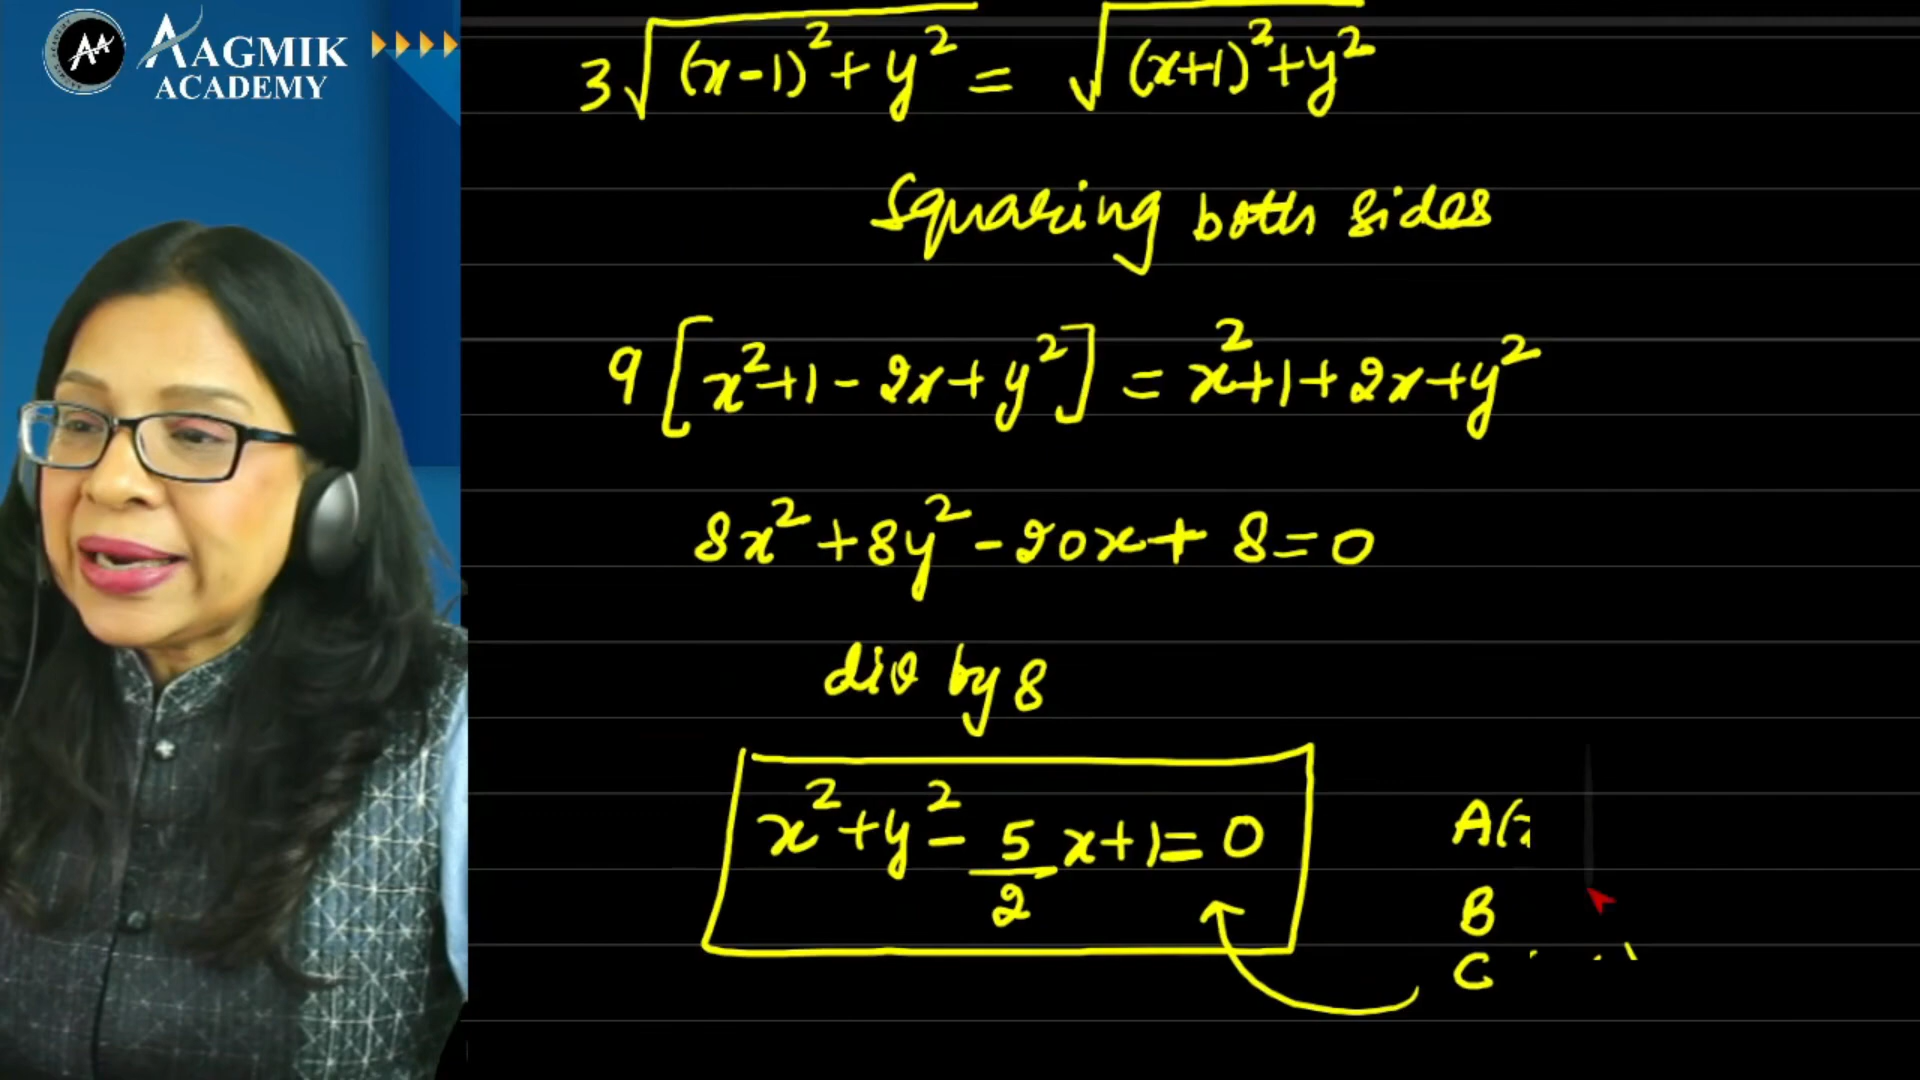 AAGMIK
ACADEMY
3√(x-1)²+y² = √(x+1)²+y²
Squaring both sides
9[x²+1-2x+y²] = x²+1+2x+y²
8x²+8y²-20x+8=0
div by 8
x²+y²-5/2x+1=0
A(
B
C